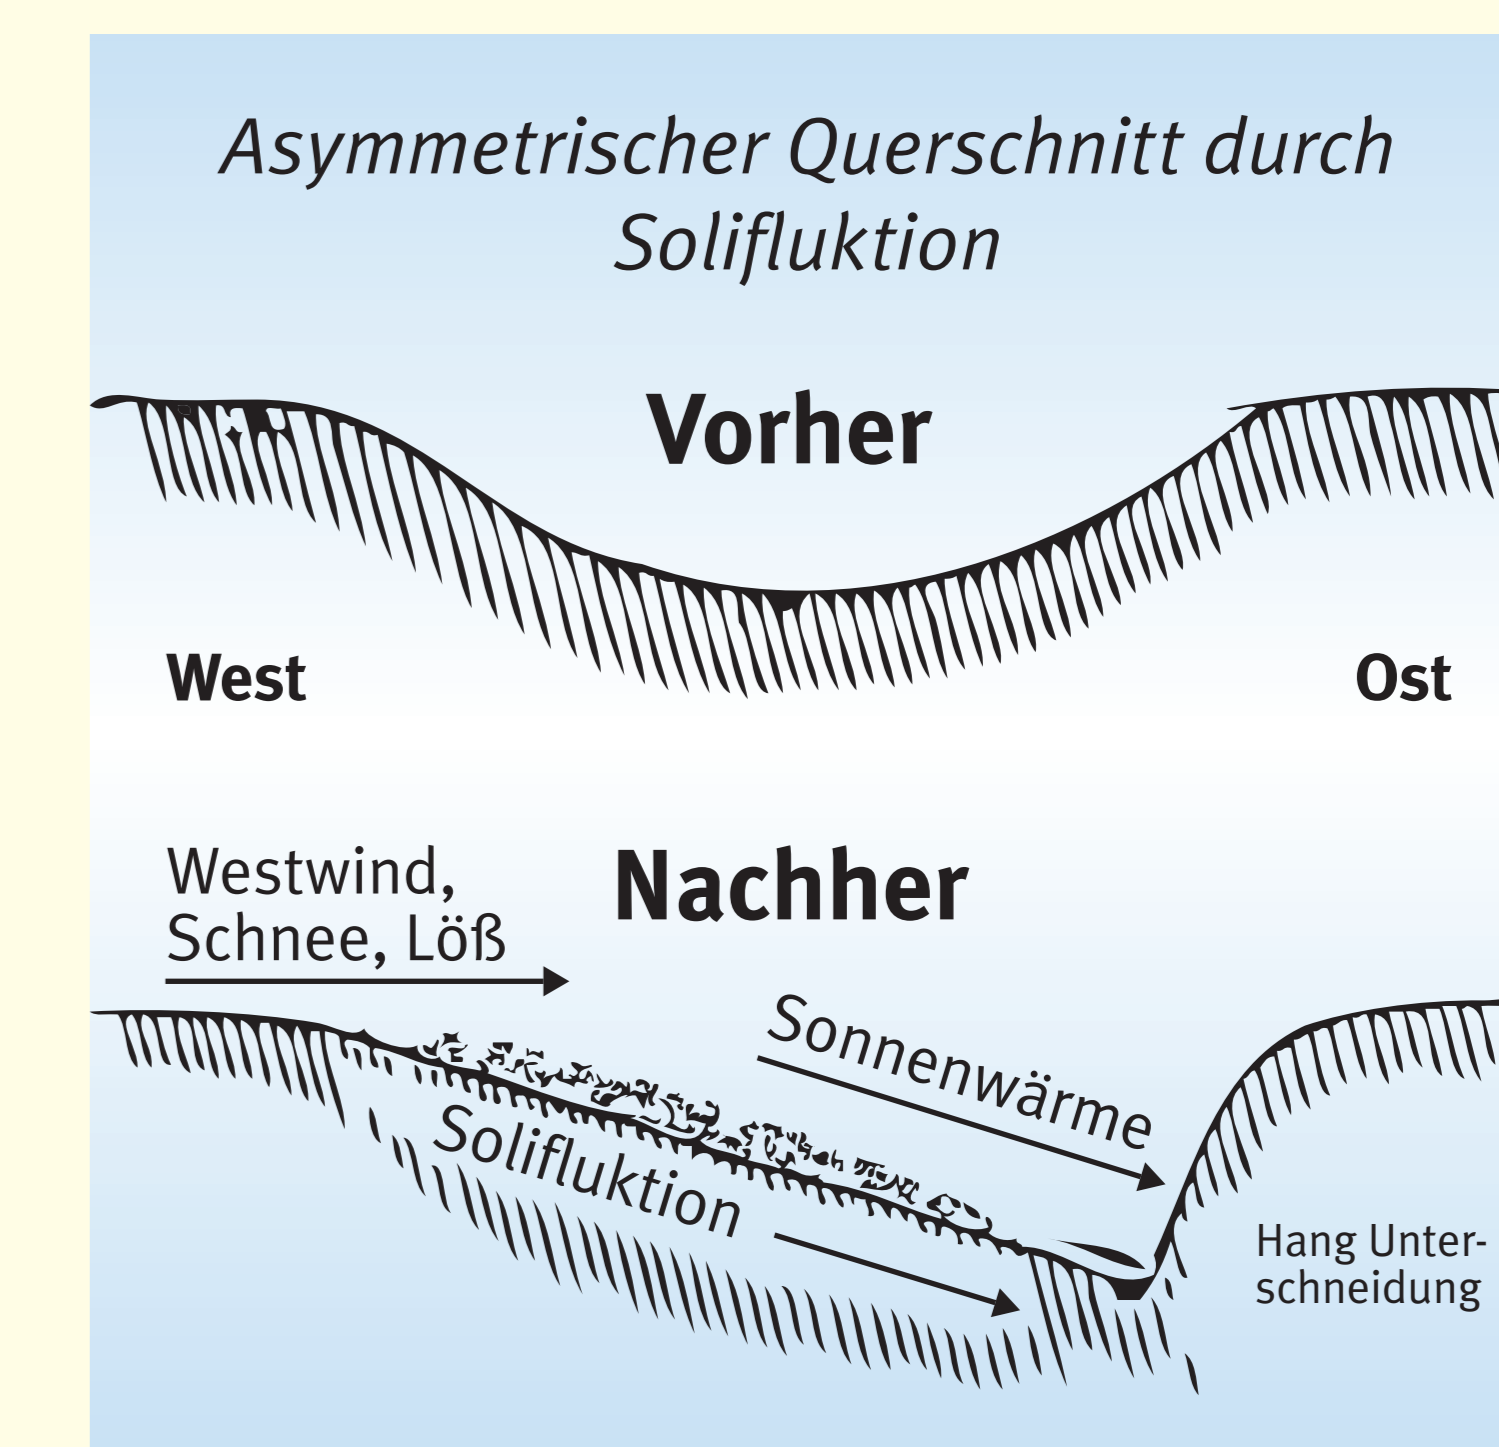 Asymmetrischer Querschnitt durch
Solifluktion
Vorher
West
Ost
Westwind,
Schnee, Löß
Nachher
Sonnenwärme
Solifluktion
Hang Unter-
schneidung